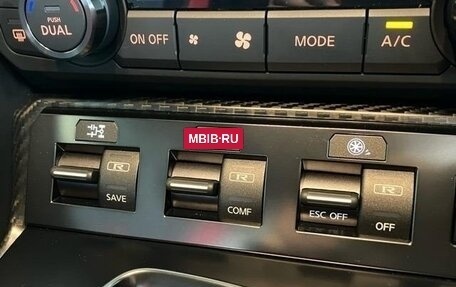 PUSH
DUAL
ON OFF
MODE
A/C
MBIB-RU
R
R
R
SAVE
COMF
ESC OFF
OFF